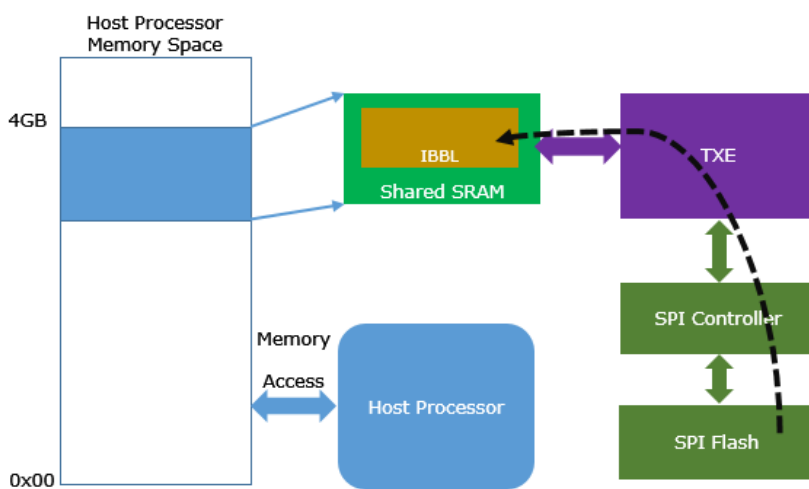 Host Processor
Memory Space
4GB
IBBL
TXE
Shared SRAM
SPI Controller
Memory
Access
Host Processor
SPI Flash
0x00